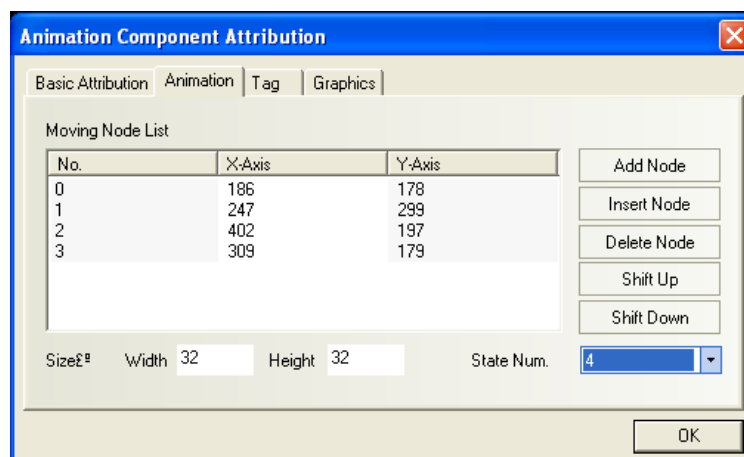 Animation Component Attribution
Basic Attribution Animation Tag Graphics
Moving Node List
No. X-Axis Y-Axis
0 186 178
1 247 299
2 402 197
3 309 179
Add Node
Insert Node
Delete Node
Shift Up
Shift Down
Size£º Width 32 Height 32 State Num. 4
OK